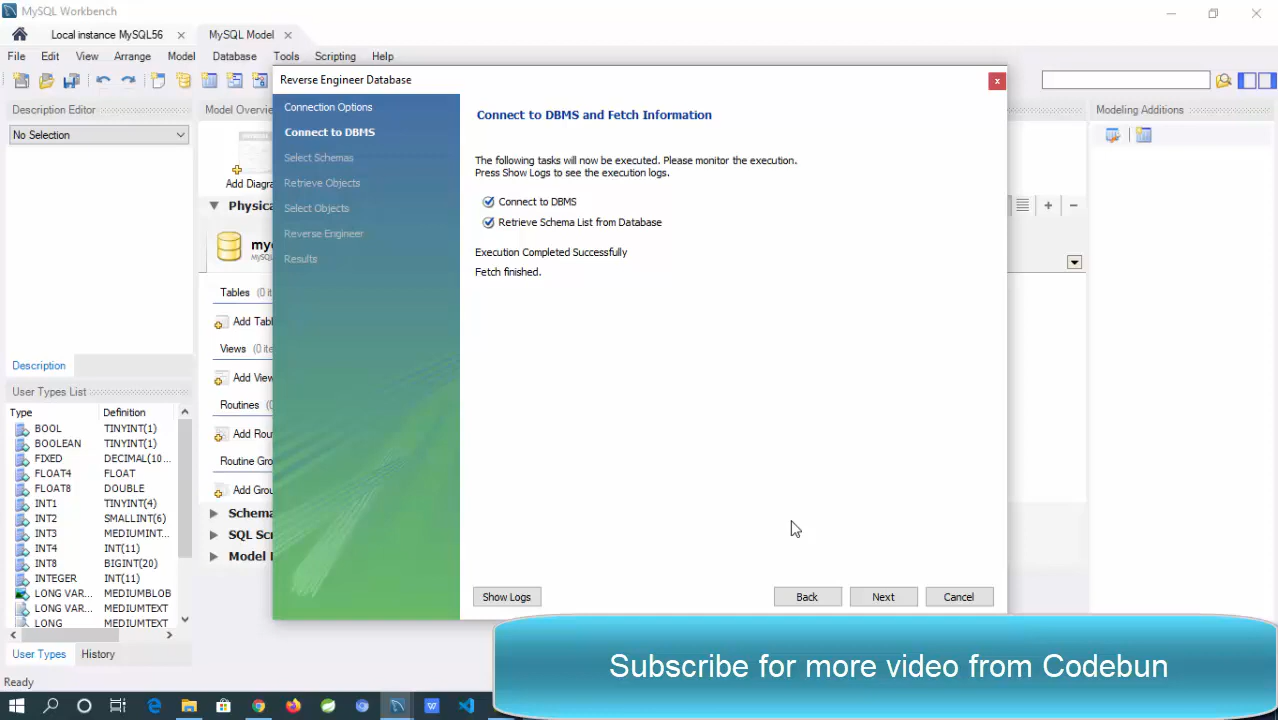 MySQL Workbench
Local instance MySQL56
MySQL Model
File Edit View Arrange Model Database Tools Scripting Help
Description Editor
No Selection
Description
User Types List
Type Definition
BOOL TINYINT(1)
BOOLEAN TINYINT(1)
FIXED DECIMAL(10...
FLOAT4 FLOAT
FLOAT8 DOUBLE
INT1 TINYINT(4)
INT2 SMALLINT(6)
INT3 MEDIUMINT...
INT4 INT(11)
INT8 BIGINT(20)
INTEGER INT(11)
LONG VAR... MEDIUMBLOB
LONG VAR... MEDIUMTEXT
LONG MEDIUMTEXT
User Types History
Ready
Model Overvie
Add Diagra
Physica
my
MySQL
Tables (0 ite
Add Tabl
Views (0 ite
Add View
Routines (0
Add Rou
Routine Gro
Add Grou
Schema
SQL Scr
Model
Reverse Engineer Database
Connection Options
Connect to DBMS
Select Schemas
Retrieve Objects
Select Objects
Reverse Engineer
Results
Connect to DBMS and Fetch Information
The following tasks will now be executed. Please monitor the execution.
Press Show Logs to see the execution logs.
Connect to DBMS
Retrieve Schema List from Database
Execution Completed Successfully
Fetch finished.
Show Logs Back Next Cancel
Modeling Additions
Subscribe for more video from Codebun